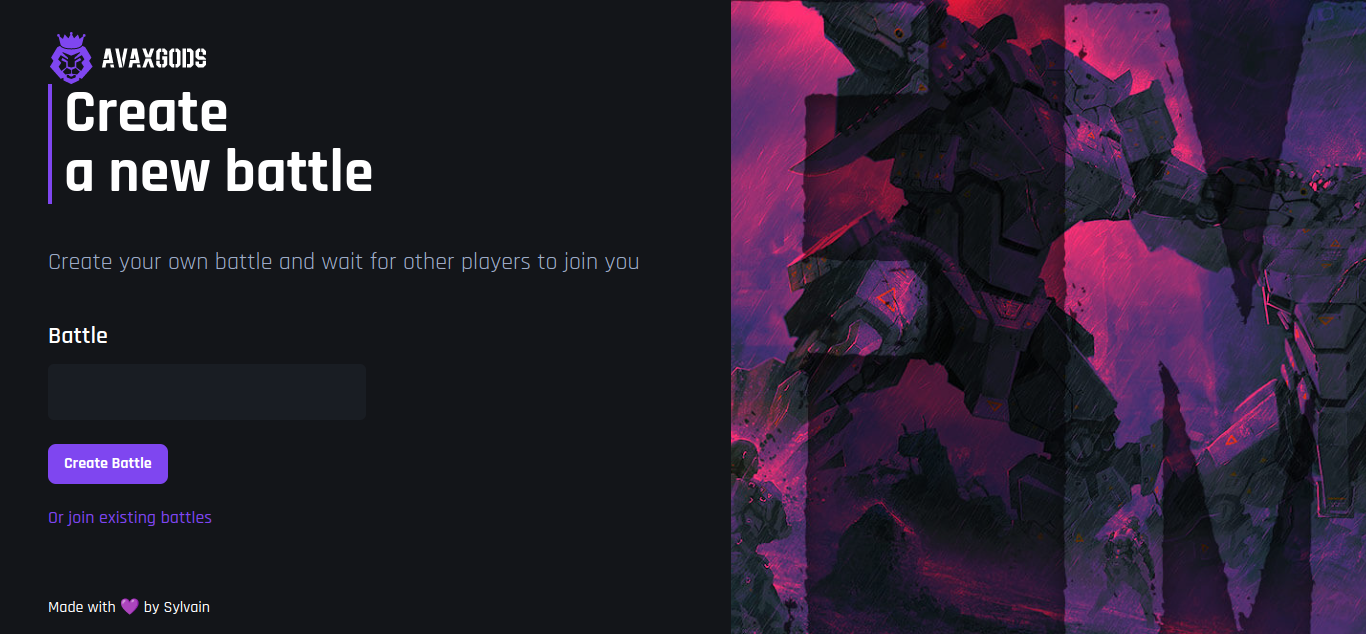 AVAXGODS
Create
a new battle
Create your own battle and wait for other players to join you
Battle
Create Battle
Or join existing battles
Made with 💜 by Sylvain